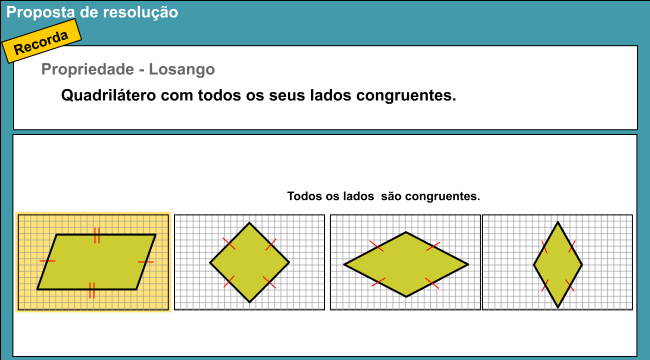 Proposta de resolução
Recorda
Propriedade - Losango
Quadrilátero com todos os seus lados congruentes.
Todos os lados são congruentes.